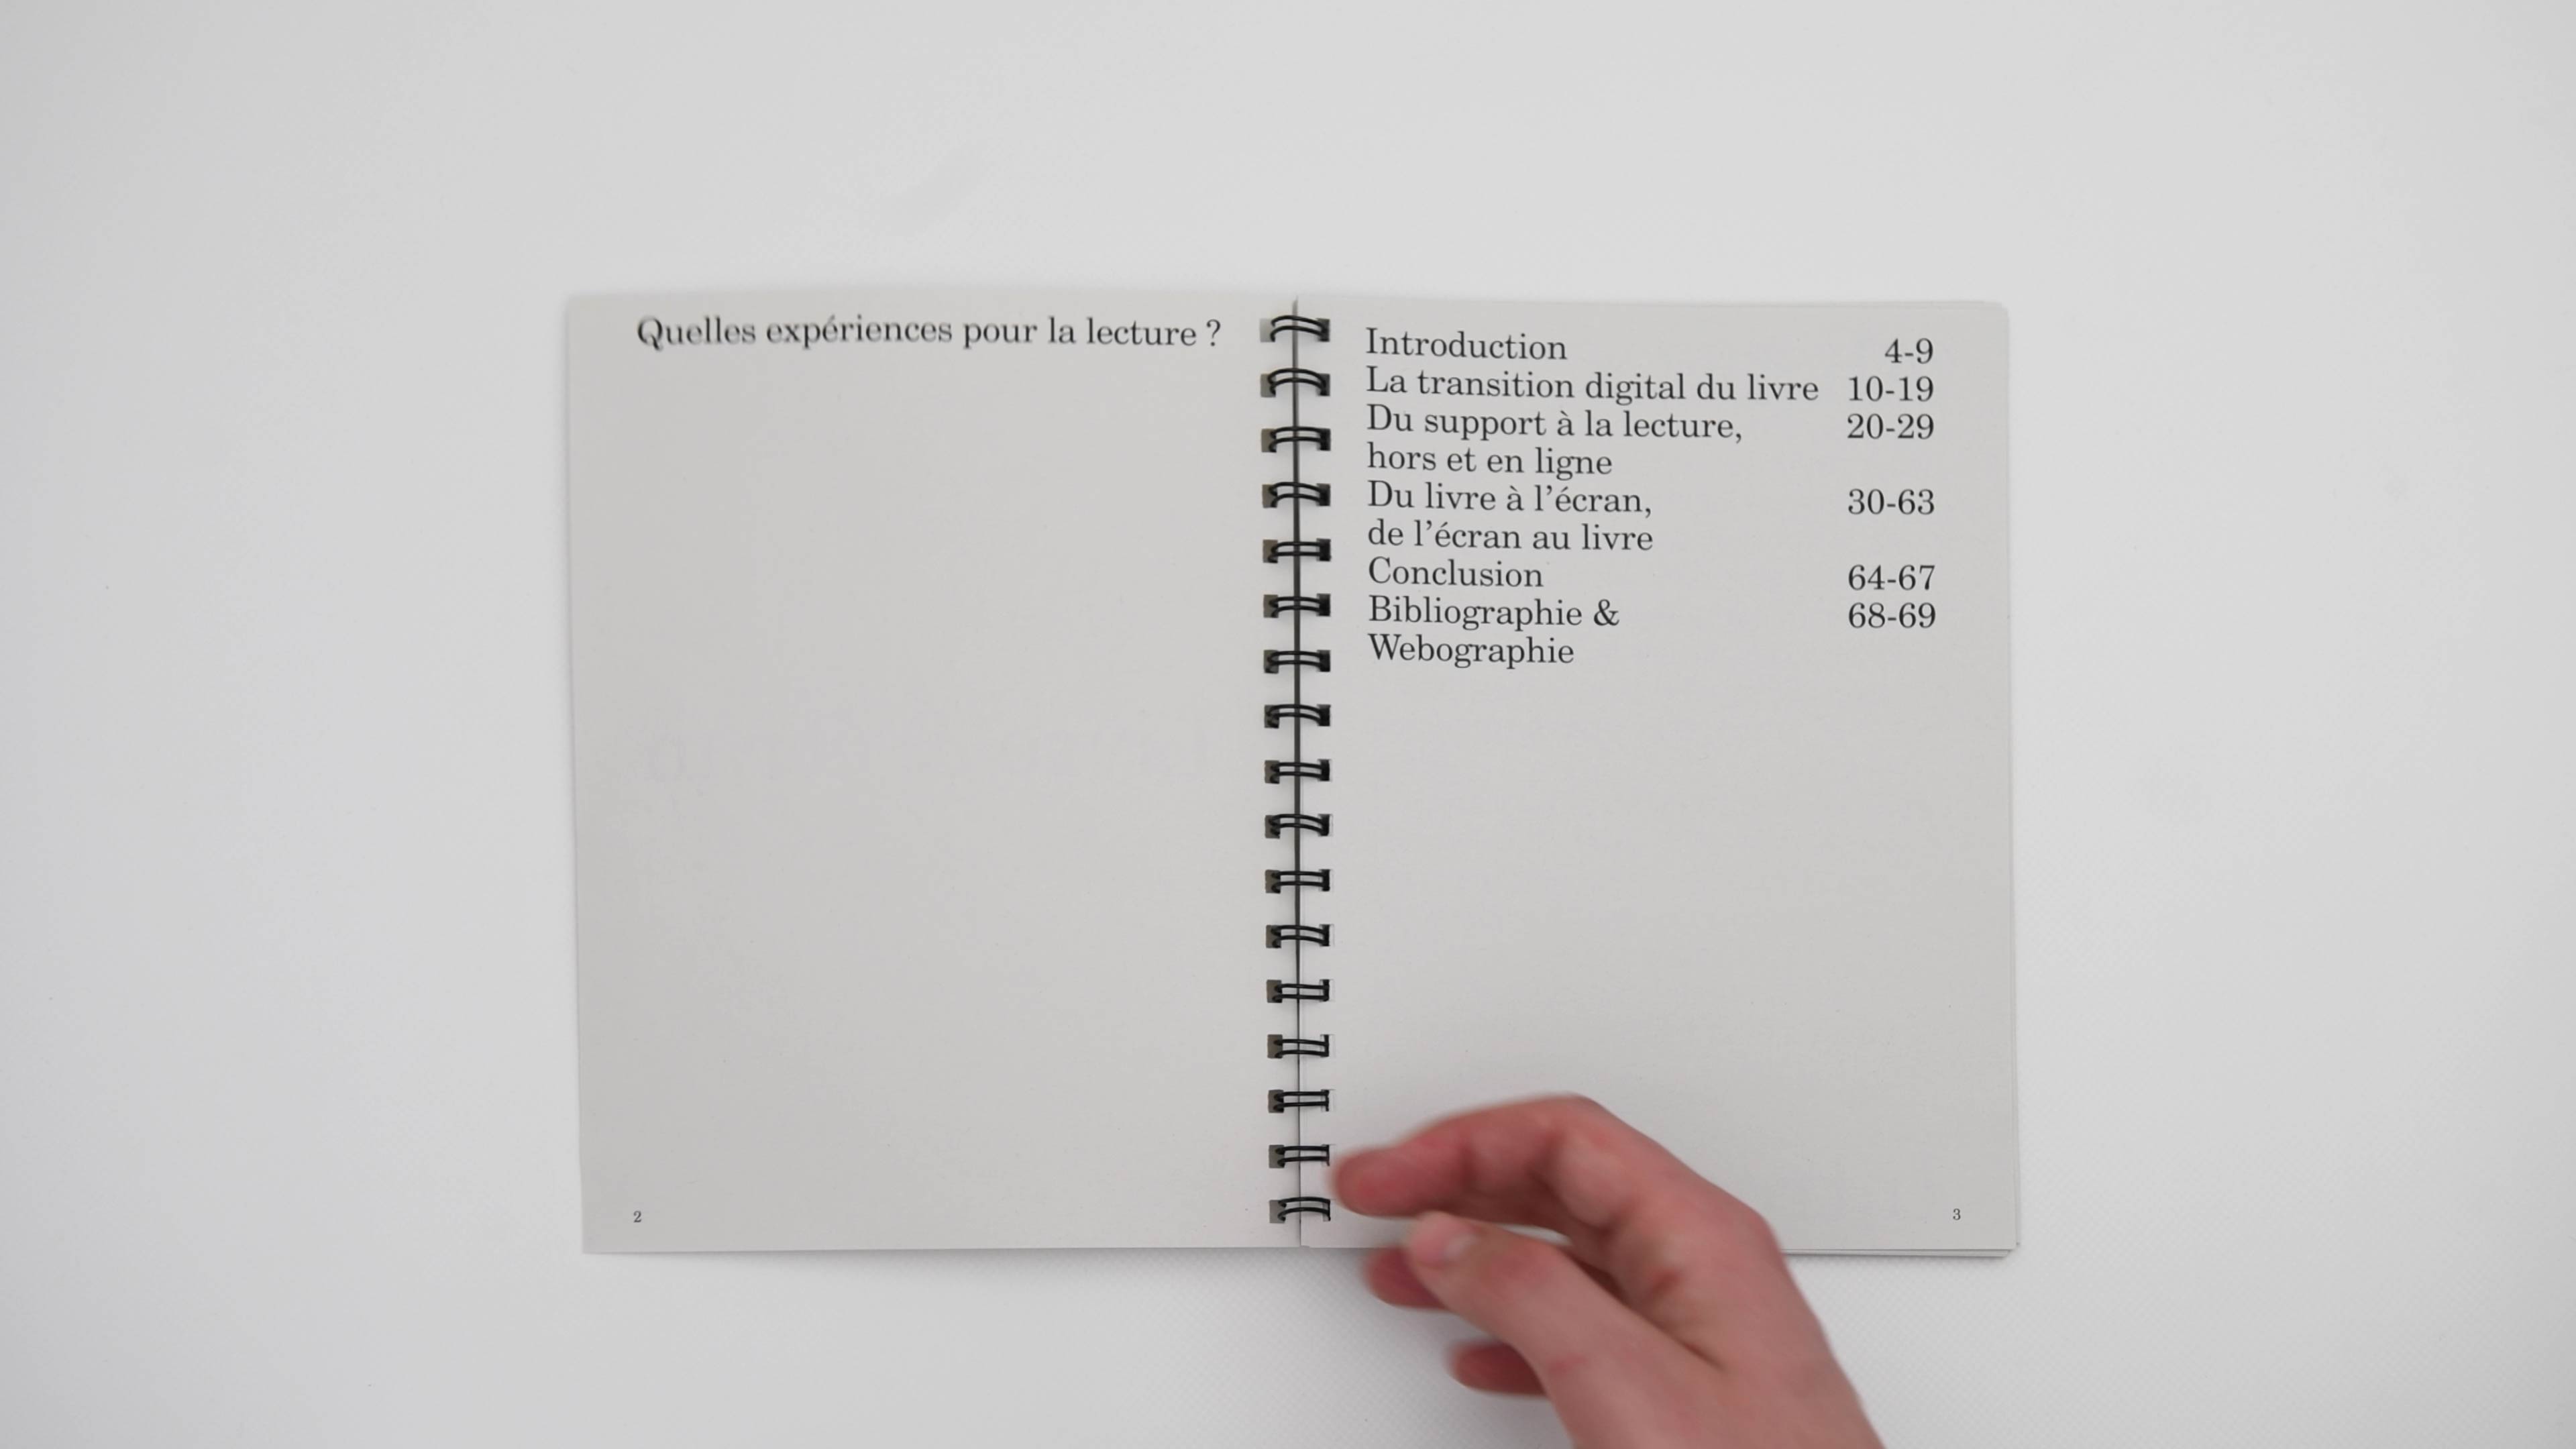 Quelles expériences pour la lecture ?
2
Introduction 4-9
La transition digital du livre 10-19
Du support à la lecture, 20-29
hors et en ligne
Du livre à l’écran, 30-63
de l’écran au livre
Conclusion 64-67
Bibliographie & 68-69
Webographie
3